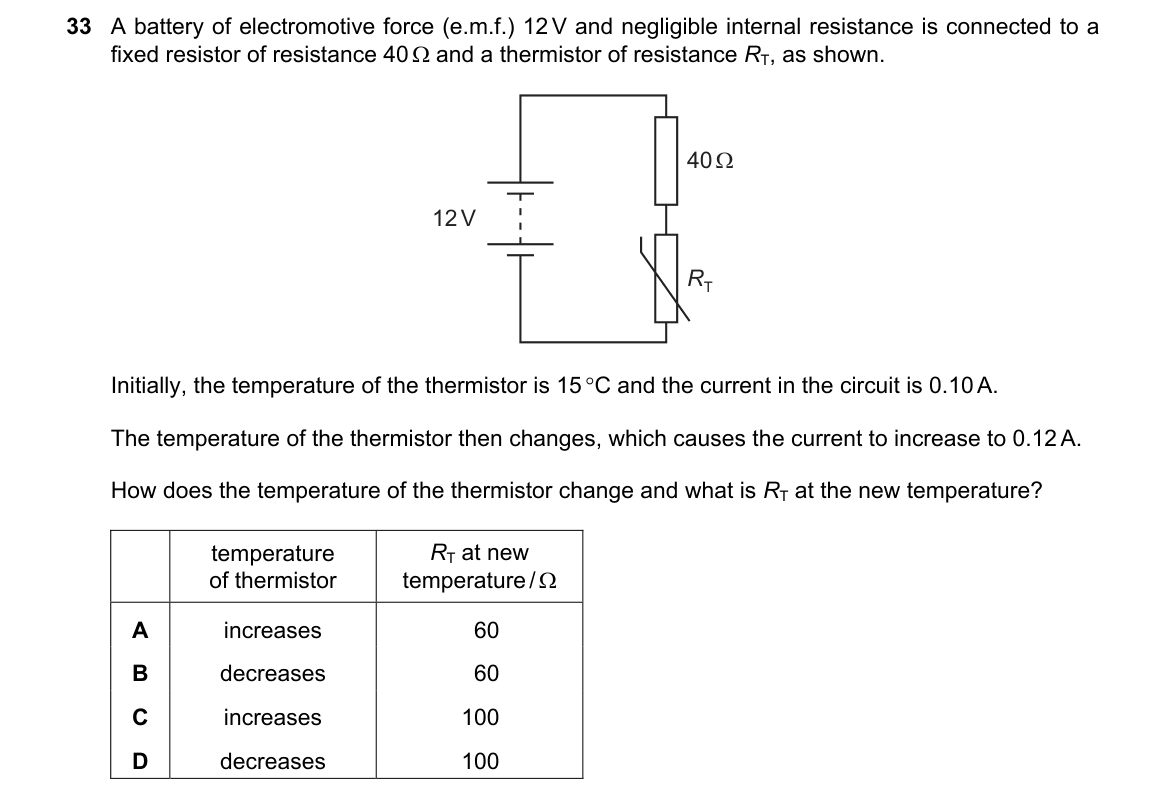 33 A battery of electromotive force (e.m.f.) 12 V and negligible internal resistance is connected to a
fixed resistor of resistance 40 Ω and a thermistor of resistance RT, as shown.
40 Ω
12 V
RT
Initially, the temperature of the thermistor is 15 °C and the current in the circuit is 0.10 A.
The temperature of the thermistor then changes, which causes the current to increase to 0.12 A.
How does the temperature of the thermistor change and what is RT at the new temperature?
temperature of thermistor RT at new temperature / Ω
A increases 60
B decreases 60
C increases 100
D decreases 100